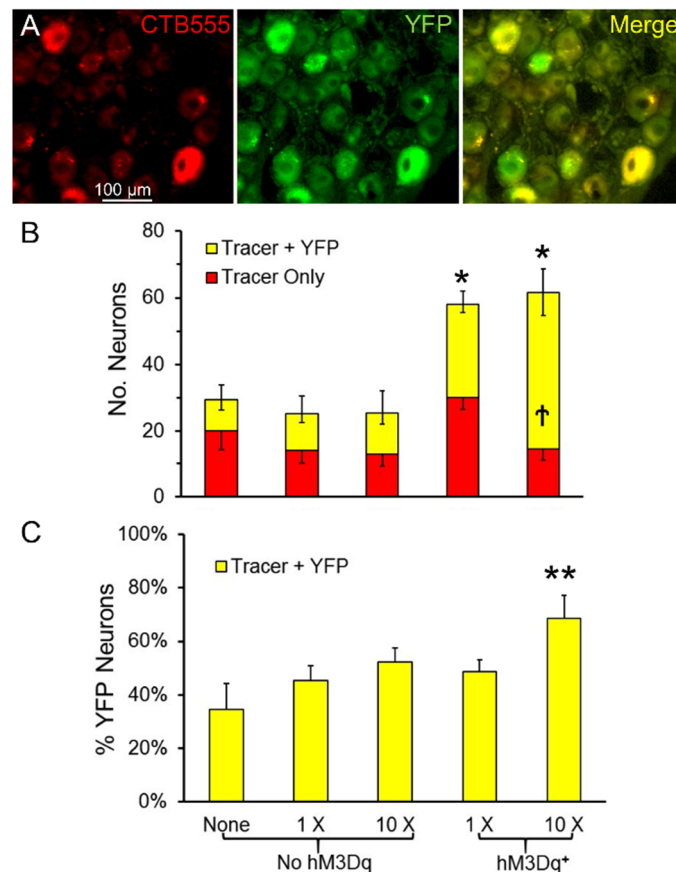 A CTB555 YFP Merge
100 µm
B
80
Tracer + YFP
*
*
Tracer Only
60
No. Neurons
40
†
20
0
C
100%
Tracer + YFP
**
80%
60%
% YFP Neurons
40%
20%
0%
None 1 X 10 X 1 X 10 X
No hM3Dq hM3Dq⁺